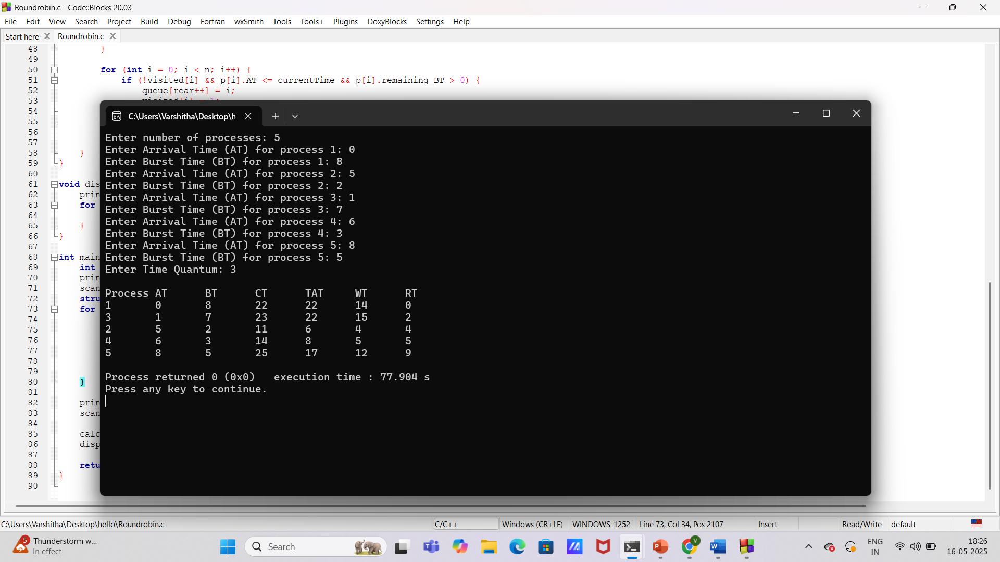 Roundrobin.c - Code::Blocks 20.03
File Edit View Search Project Build Debug Fortran wxSmith Tools Tools+ Plugins DoxyBlocks Settings Help
Start here Roundrobin.c
48 }
49
50 for (int i = 0; i < n; i++) {
51 if (!visited[i] && p[i].AT <= currentTime && p[i].remaining_BT > 0) {
52 queue[rear++] = i;
53
54
55
56
57
58 }
59 }
60
61 void dis
62 prin
63 for
64
65 }
66 }
67
68 int main
69 int
70 prin
71 scan
72 stru
73 for
74
75
76
77
78
79
80 }
81
82 prin
83 scan
84
85 calc
86 disp
87
88 retu
89 }
90
C:\Users\Varshitha\Desktop\h
Enter number of processes: 5
Enter Arrival Time (AT) for process 1: 0
Enter Burst Time (BT) for process 1: 8
Enter Arrival Time (AT) for process 2: 5
Enter Burst Time (BT) for process 2: 2
Enter Arrival Time (AT) for process 3: 1
Enter Burst Time (BT) for process 3: 7
Enter Arrival Time (AT) for process 4: 6
Enter Burst Time (BT) for process 4: 3
Enter Arrival Time (AT) for process 5: 8
Enter Burst Time (BT) for process 5: 5
Enter Time Quantum: 3
Process AT BT CT TAT WT RT
1 0 8 22 22 14 0
3 1 7 23 22 15 2
2 5 2 11 6 4 4
4 6 3 14 8 5 5
5 8 5 25 17 12 9
Process returned 0 (0x0) execution time : 77.904 s
Press any key to continue.
C:\Users\Varshitha\Desktop\hello\Roundrobin.c C/C++ Windows (CR+LF) WINDOWS-1252 Line 73, Col 34, Pos 2107 Insert Read/Write default
5 Thunderstorm w...
In effect
Search
ENG
IN
18:26
16-05-2025